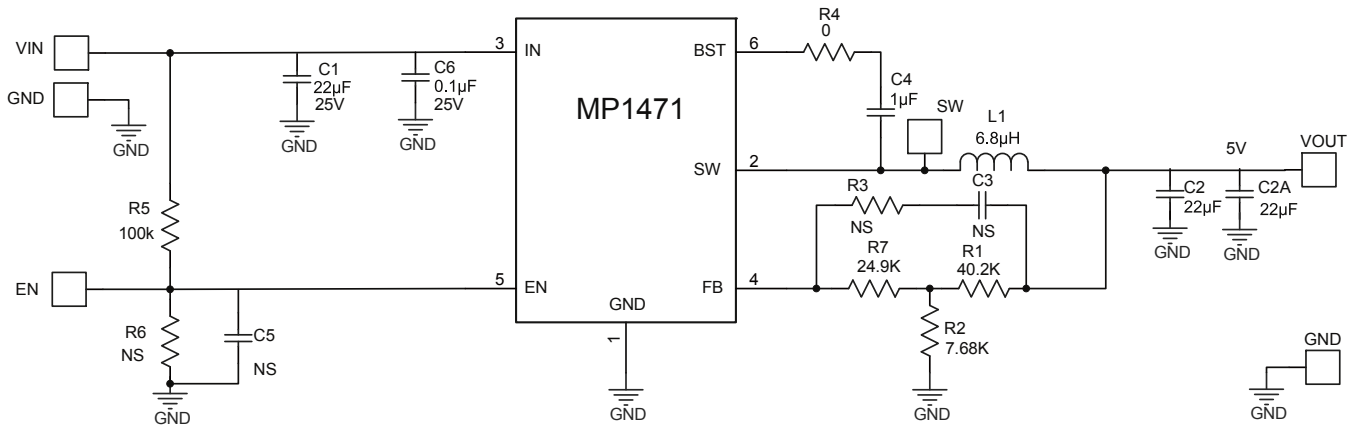 R4
0
VIN
3
IN
BST
6
C1
22µF
25V
C6
0.1µF
25V
C4
1µF
GND
GND
GND
GND
MP1471
SW
L1
6.8µH
5V
VOUT
SW
2
R3
NS
C3
NS
C2
22µF
GND
C2A
22µF
GND
R5
100k
R7
24.9K
R1
40.2K
EN
5
EN
FB
4
GND
1
R6
NS
C5
NS
R2
7.68K
GND
GND
GND
GND
GND